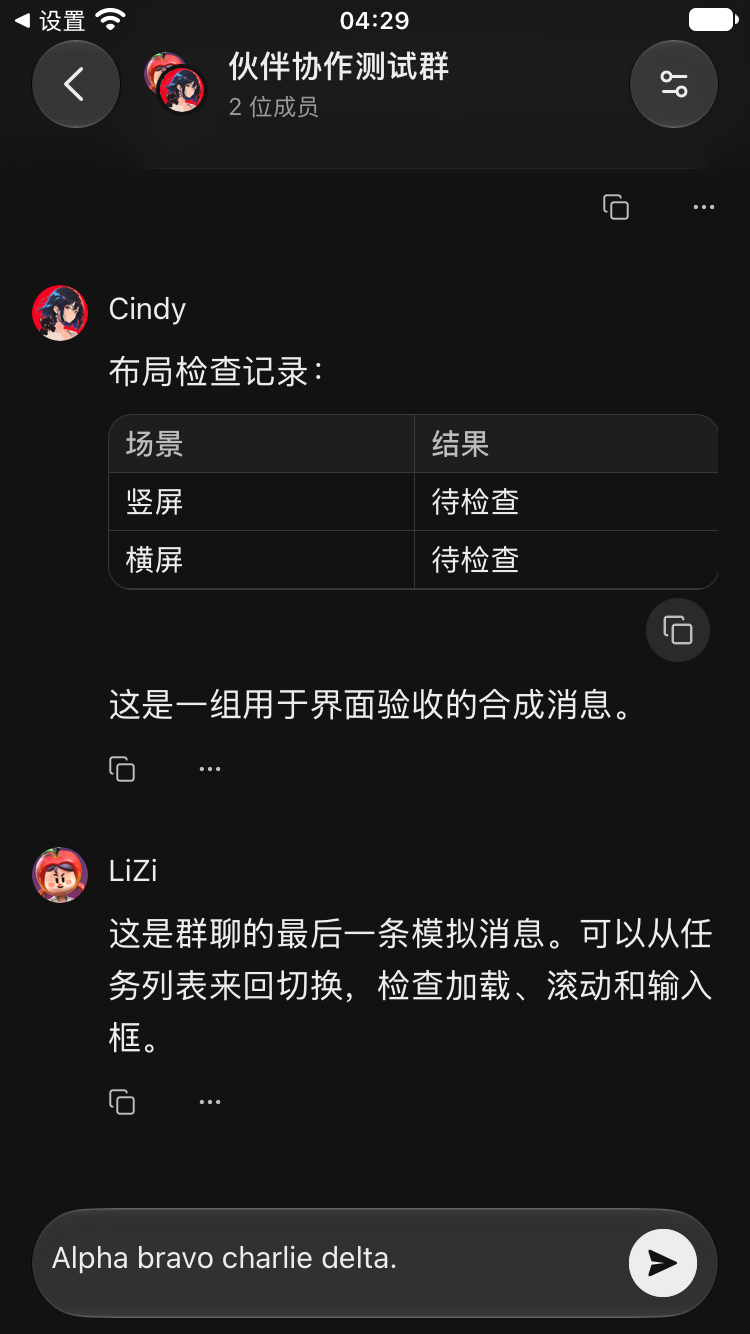 设置
04:29
伙伴协作测试群
2 位成员
Cindy
布局检查记录：
场景 结果
竖屏 待检查
横屏 待检查
这是一组用于界面验收的合成消息。
LiZi
这是群聊的最后一条模拟消息。可以从任
务列表来回切换，检查加载、滚动和输入
框。
Alpha bravo charlie delta.